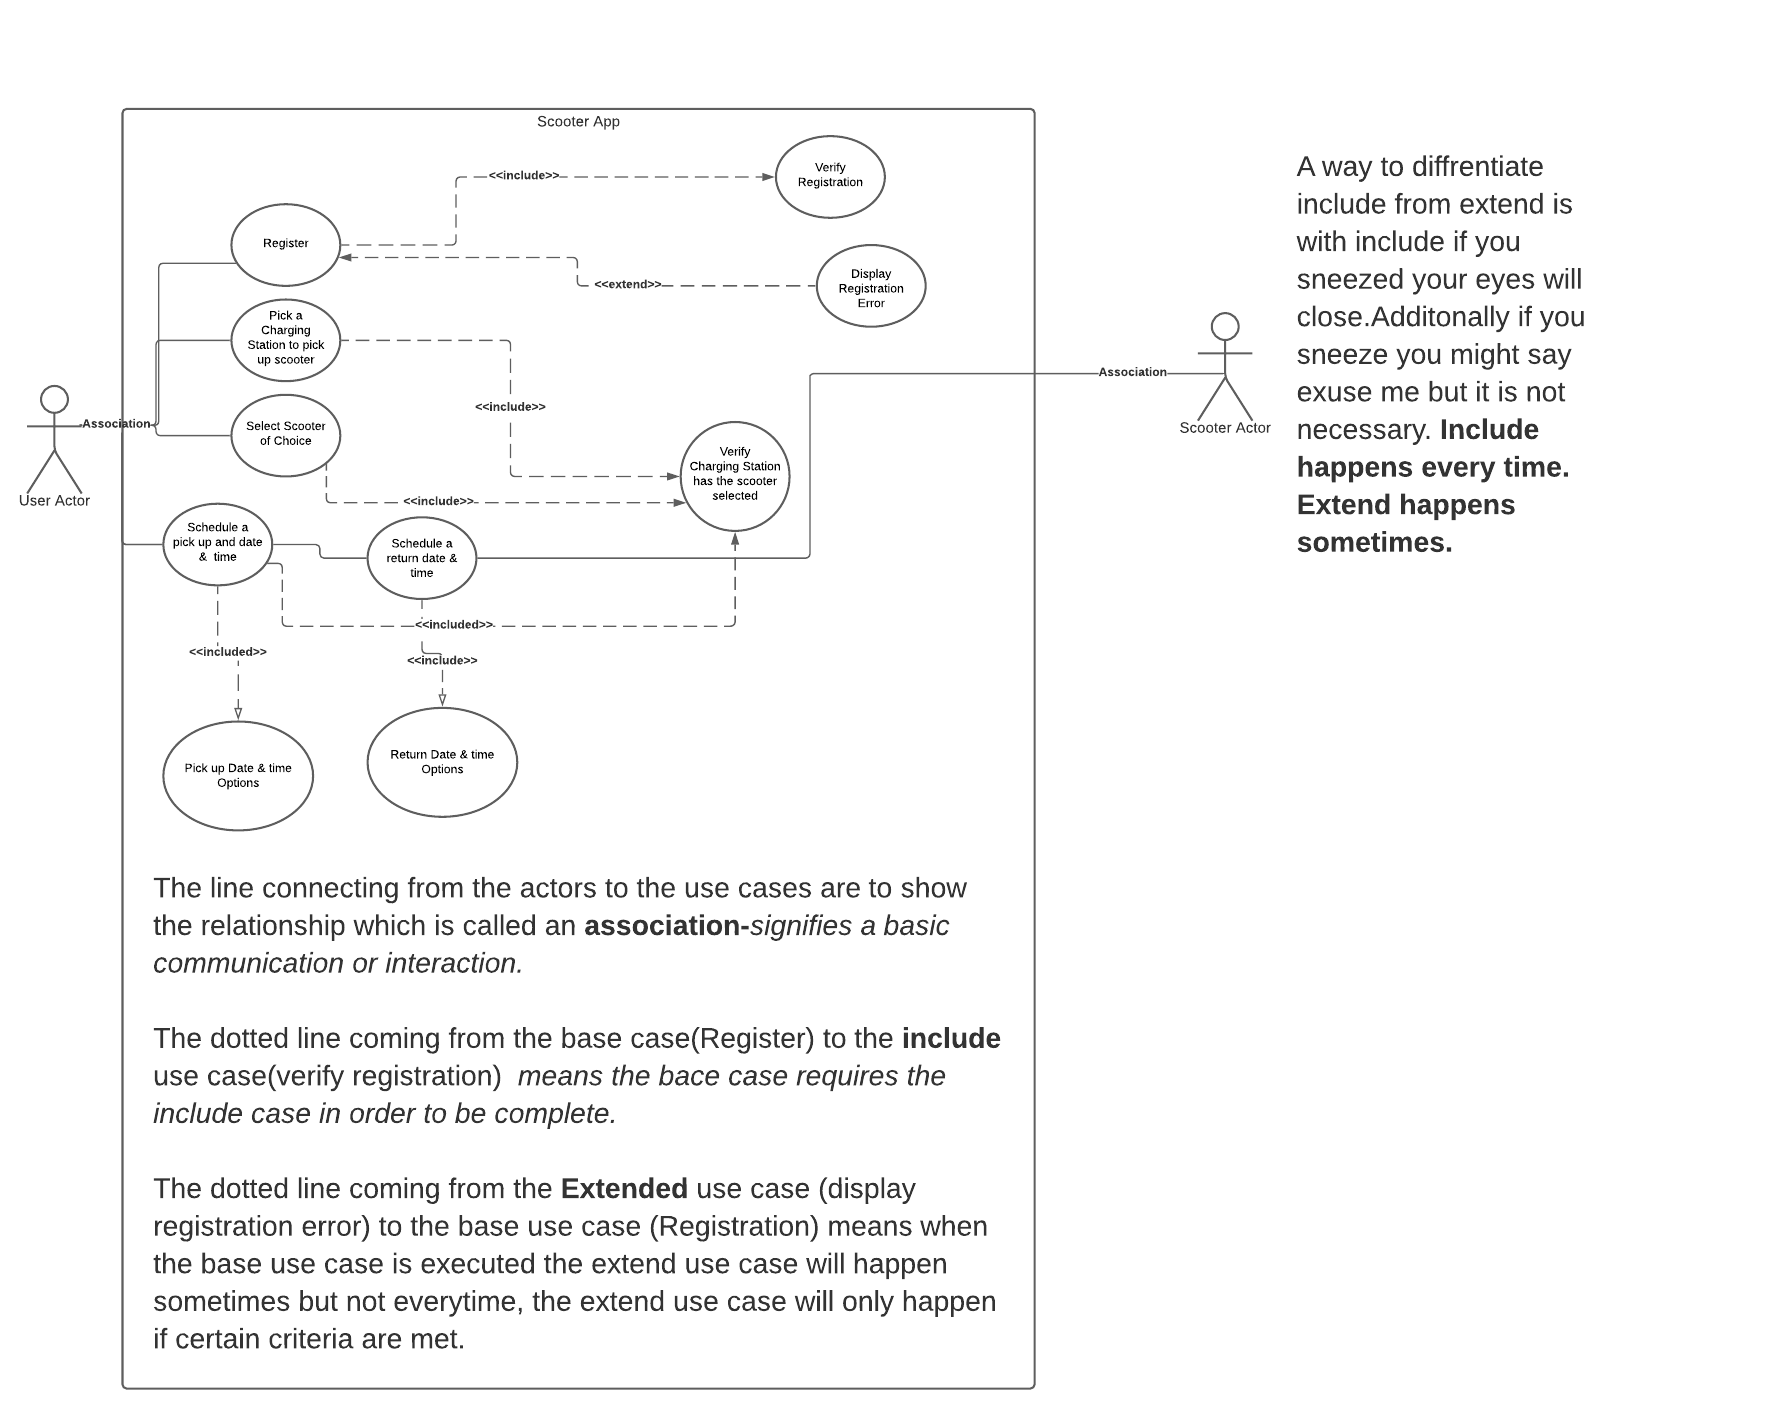 Scooter App
Verify
Registration
<<include>>
Register
Display
Registration
Error
<<extend>>
Pick a
Charging
Station to pick
up scooter
<<include>>
Association
Select Scooter
of Choice
Verify
Charging Station
has the scooter
selected
<<include>>
User Actor
Association
Scooter Actor
Schedule a
pick up and date
&  time
Schedule a
return date &
time
<<included>>
<<included>>
<<include>>
Pick up Date & time
Options
Return Date & time
Options
A way to diffrentiate
include from extend is
with include if you
sneezed your eyes will
close.Additonally if you
sneeze you might say
exuse me but it is not
necessary. Include
happens every time.
Extend happens
sometimes.
The line connecting from the actors to the use cases are to show
the relationship which is called an association-signifies a basic
communication or interaction.
The dotted line coming from the base case(Register) to the include
use case(verify registration)  means the bace case requires the
include case in order to be complete.
The dotted line coming from the Extended use case (display
registration error) to the base use case (Registration) means when
the base use case is executed the extend use case will happen
sometimes but not everytime, the extend use case will only happen
if certain criteria are met.